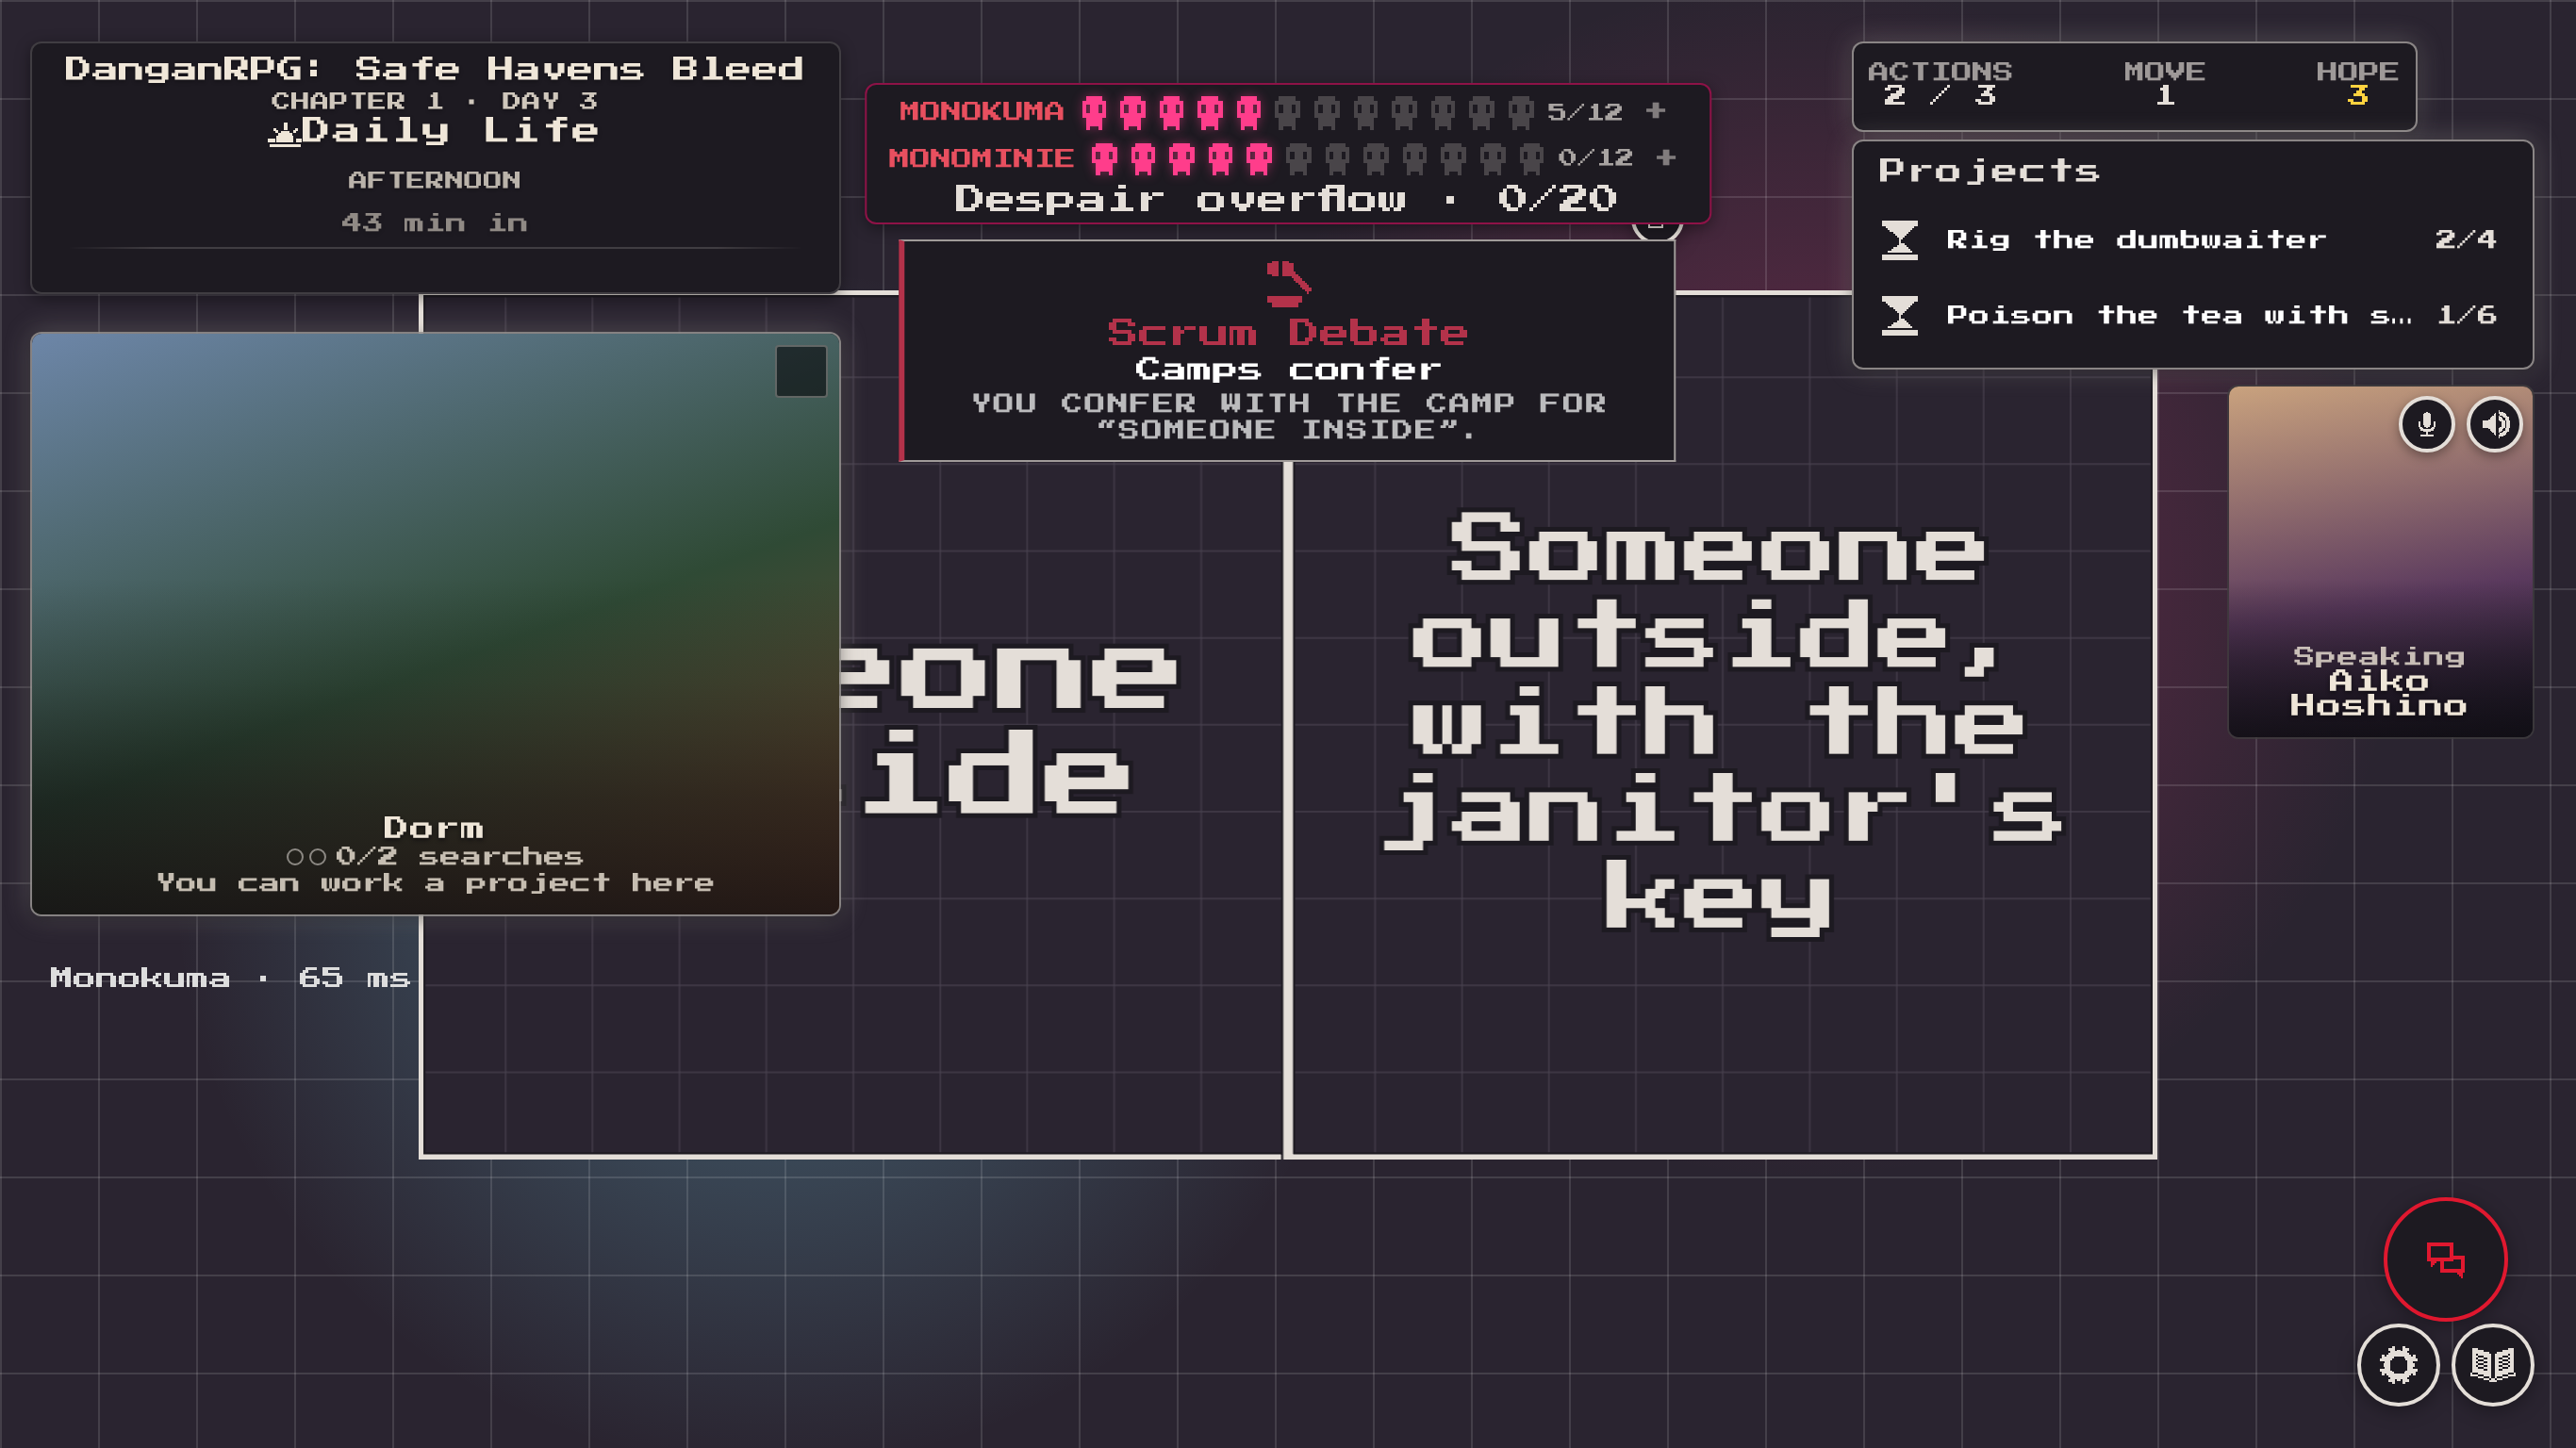 DanganRPG: Safe Havens Bleed
CHAPTER 1 · DAY 3
Daily Life
AFTERNOON
43 min in
MONOKUMA 5/12 +
MONOMINIE 0/12 +
Despair overflow · 0/20
ACTIONS MOVE HOPE
2 / 3 1 3
Projects
Rig the dumbwaiter 2/4
Poison the tea with s… 1/6
Scrum Debate
Camps confer
YOU CONFER WITH THE CAMP FOR
“SOMEONE INSIDE”.
eone
ide
Someone
outside,
with the
janitor's
key
Speaking
Aiko
Hoshino
Dorm
0/2 searches
You can work a project here
Monokuma · 65 ms